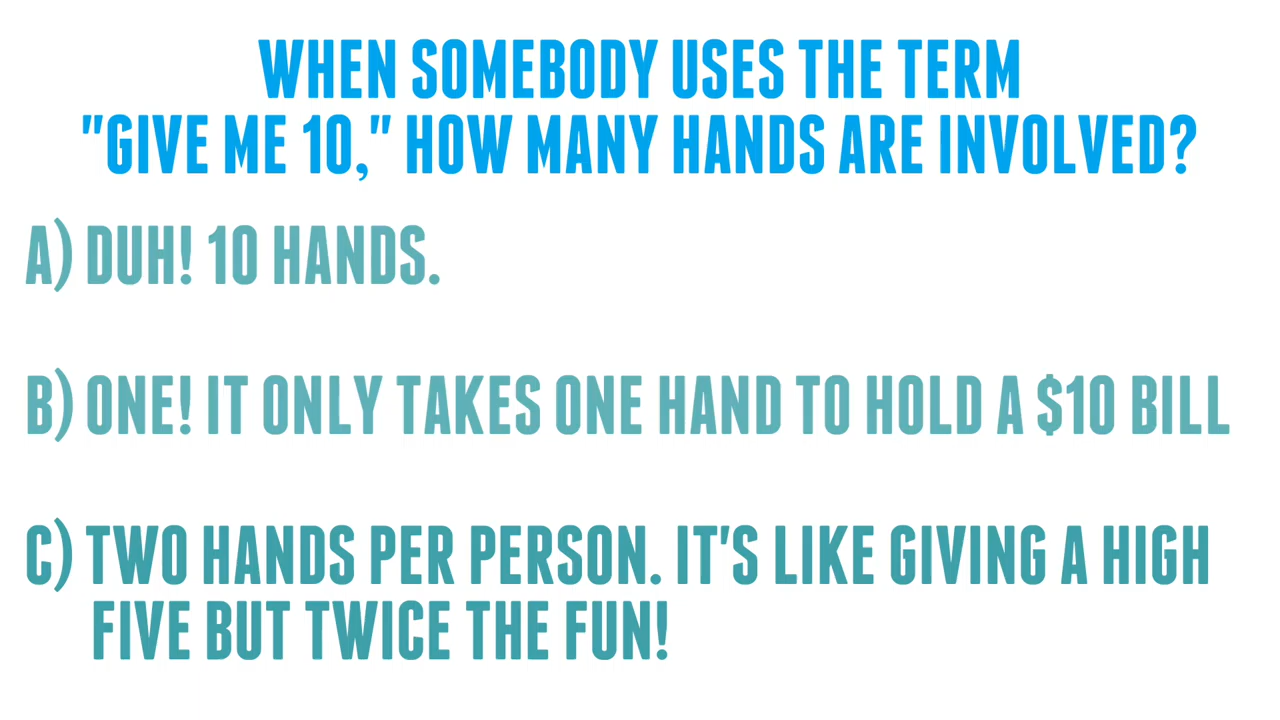 WHEN SOMEBODY USES THE TERM
"GIVE ME 10," HOW MANY HANDS ARE INVOLVED?
A) DUH! 10 HANDS.
B) ONE! IT ONLY TAKES ONE HAND TO HOLD A $10 BILL
C) TWO HANDS PER PERSON. IT'S LIKE GIVING A HIGH
FIVE BUT TWICE THE FUN!